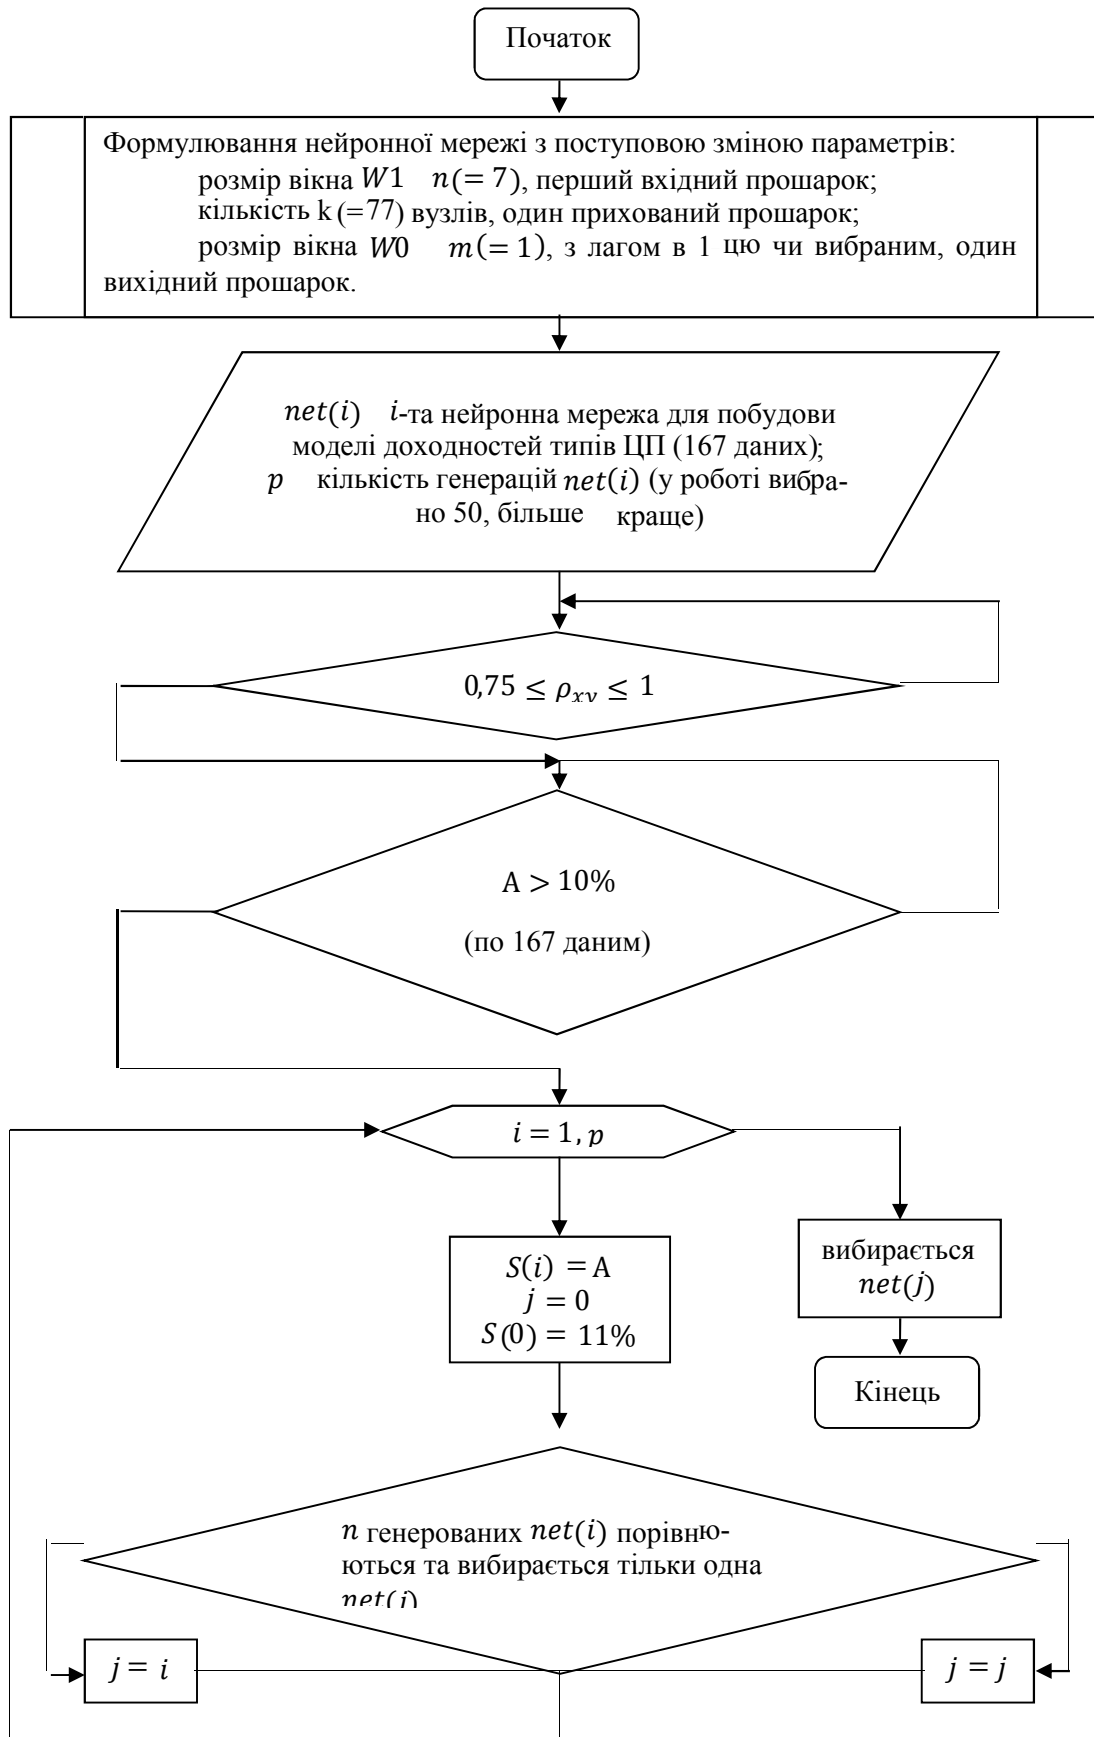 Початок
Формулювання нейронної мережі з поступовою зміною параметрів:
розмір вікна W1 n(= 7), перший вхідний прошарок;
кількість k (=77) вузлів, один прихований прошарок;
розмір вікна W0 m(= 1), з лагом в 1 цю чи вибраним, один
вихідний прошарок.
net(i) i-та нейронна мережа для побудови
моделі доходностей типів ЦП (167 даних);
p кількість генерацій net(i) (у роботі вибра-
но 50, більше краще)
0,75 ≤ ρxy ≤ 1
A > 10%
(по 167 даним)
i = 1, p
S(i) = A
j = 0
S(0) = 11%
вибирається
net(j)
Кінець
n генерованих net(i) порівню-
ються та вибирається тільки одна
net(i)
j = i
j = j